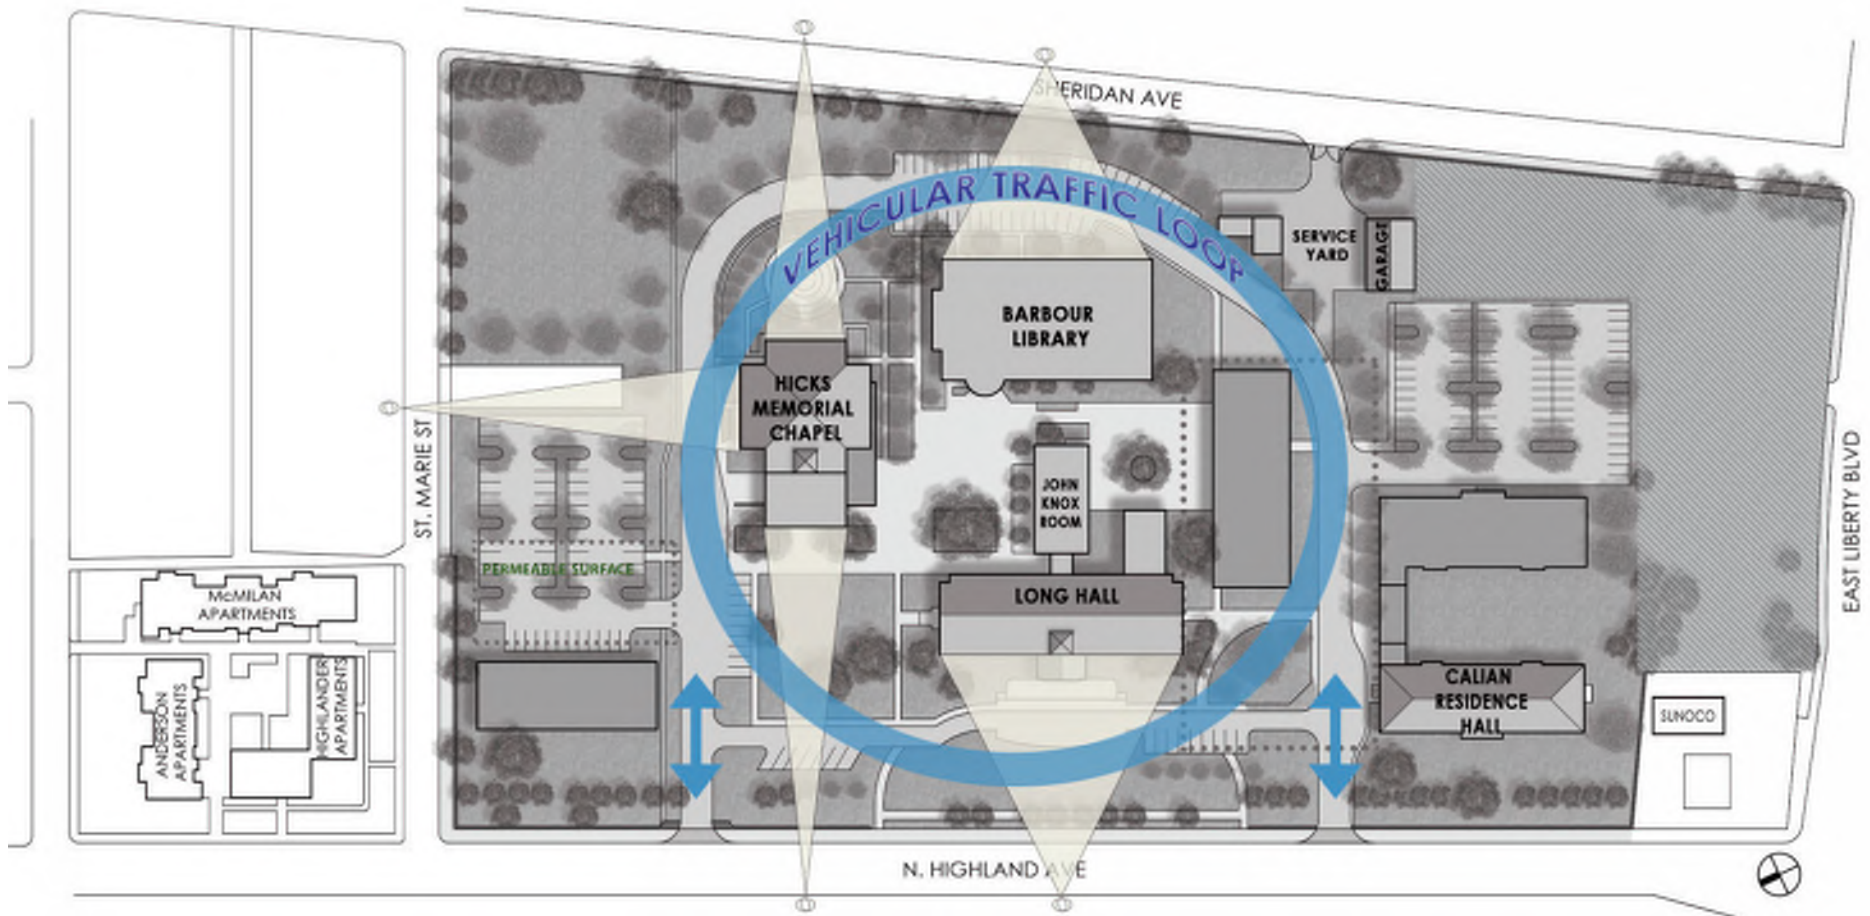 SHERIDAN AVE
VEHICULAR TRAFFIC LOOP
SERVICE
YARD
GARAGE
BARBOUR
LIBRARY
HICKS
MEMORIAL
CHAPEL
ST. MARIE ST
JOHN
KNOX
ROOM
EAST LIBERTY BLVD
PERMEABLE SURFACE
McMILAN
APARTMENTS
LONG HALL
ANDERSON
APARTMENTS
HIGHLANDER
APARTMENTS
CALIAN
RESIDENCE
HALL
SUNOCO
N. HIGHLAND AVE